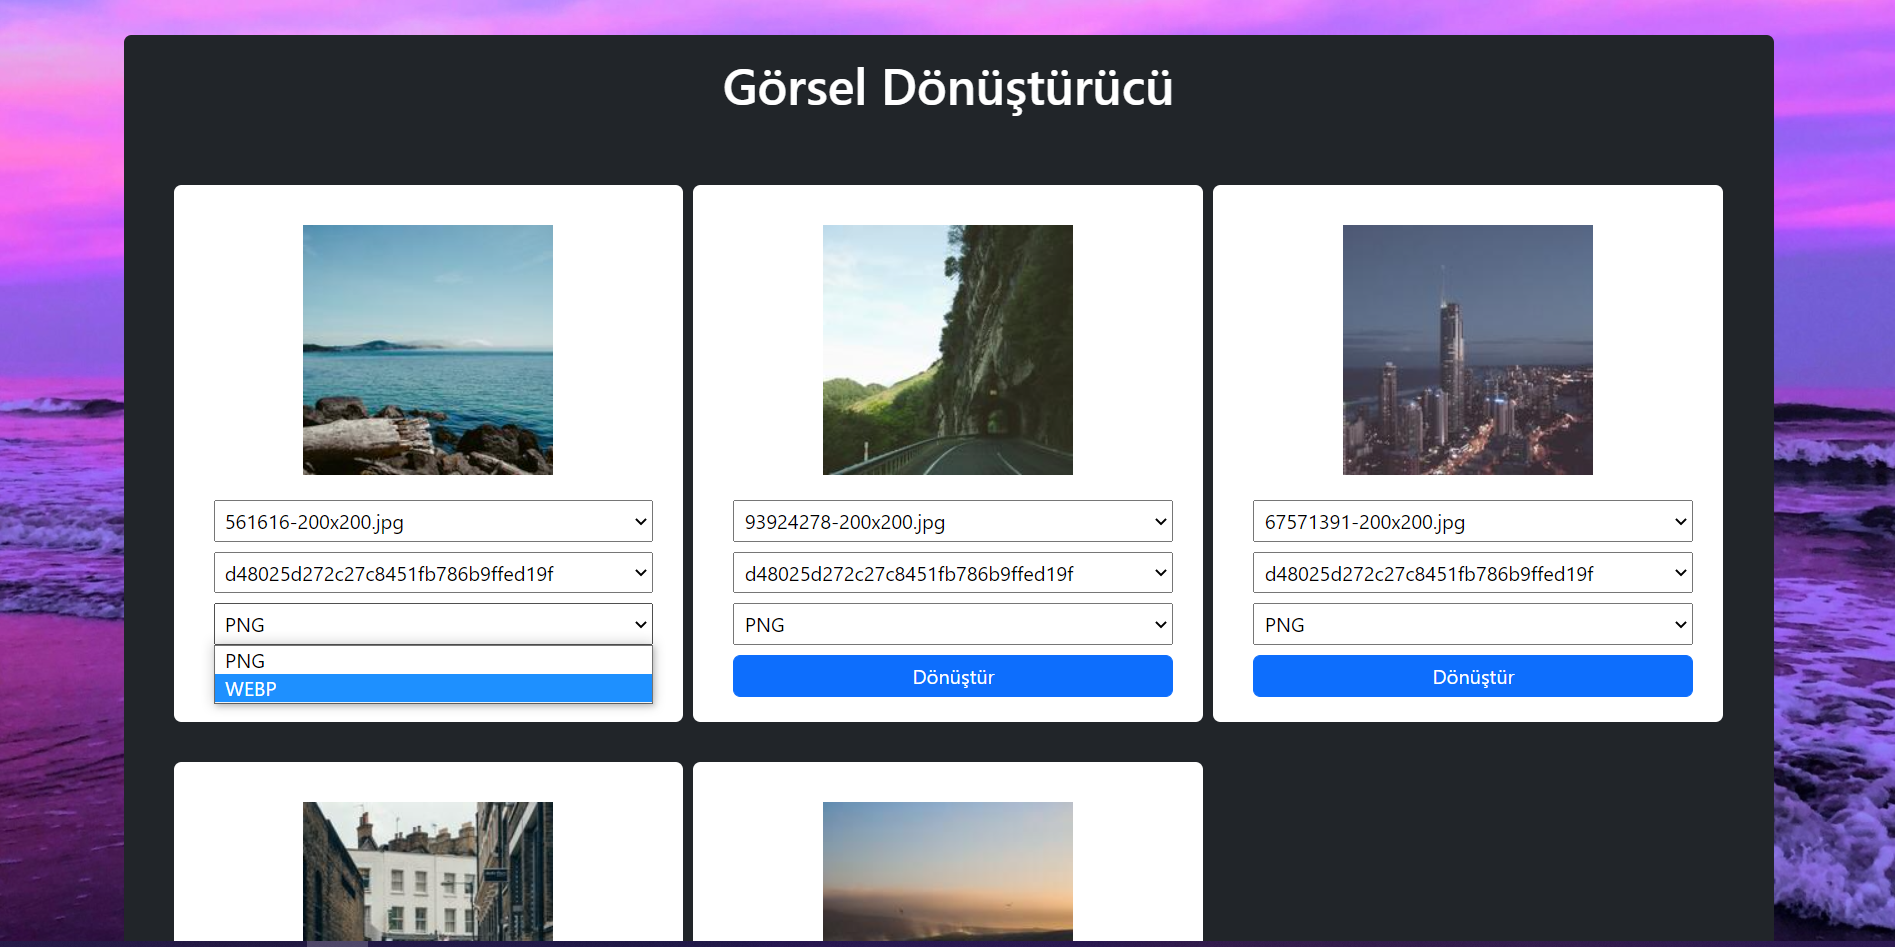 Görsel Dönüştürücü
561616-200x200.jpg
d48025d272c27c8451fb786b9ffed19f
PNG
PNG
WEBP
93924278-200x200.jpg
d48025d272c27c8451fb786b9ffed19f
PNG
Dönüştür
67571391-200x200.jpg
d48025d272c27c8451fb786b9ffed19f
PNG
Dönüştür